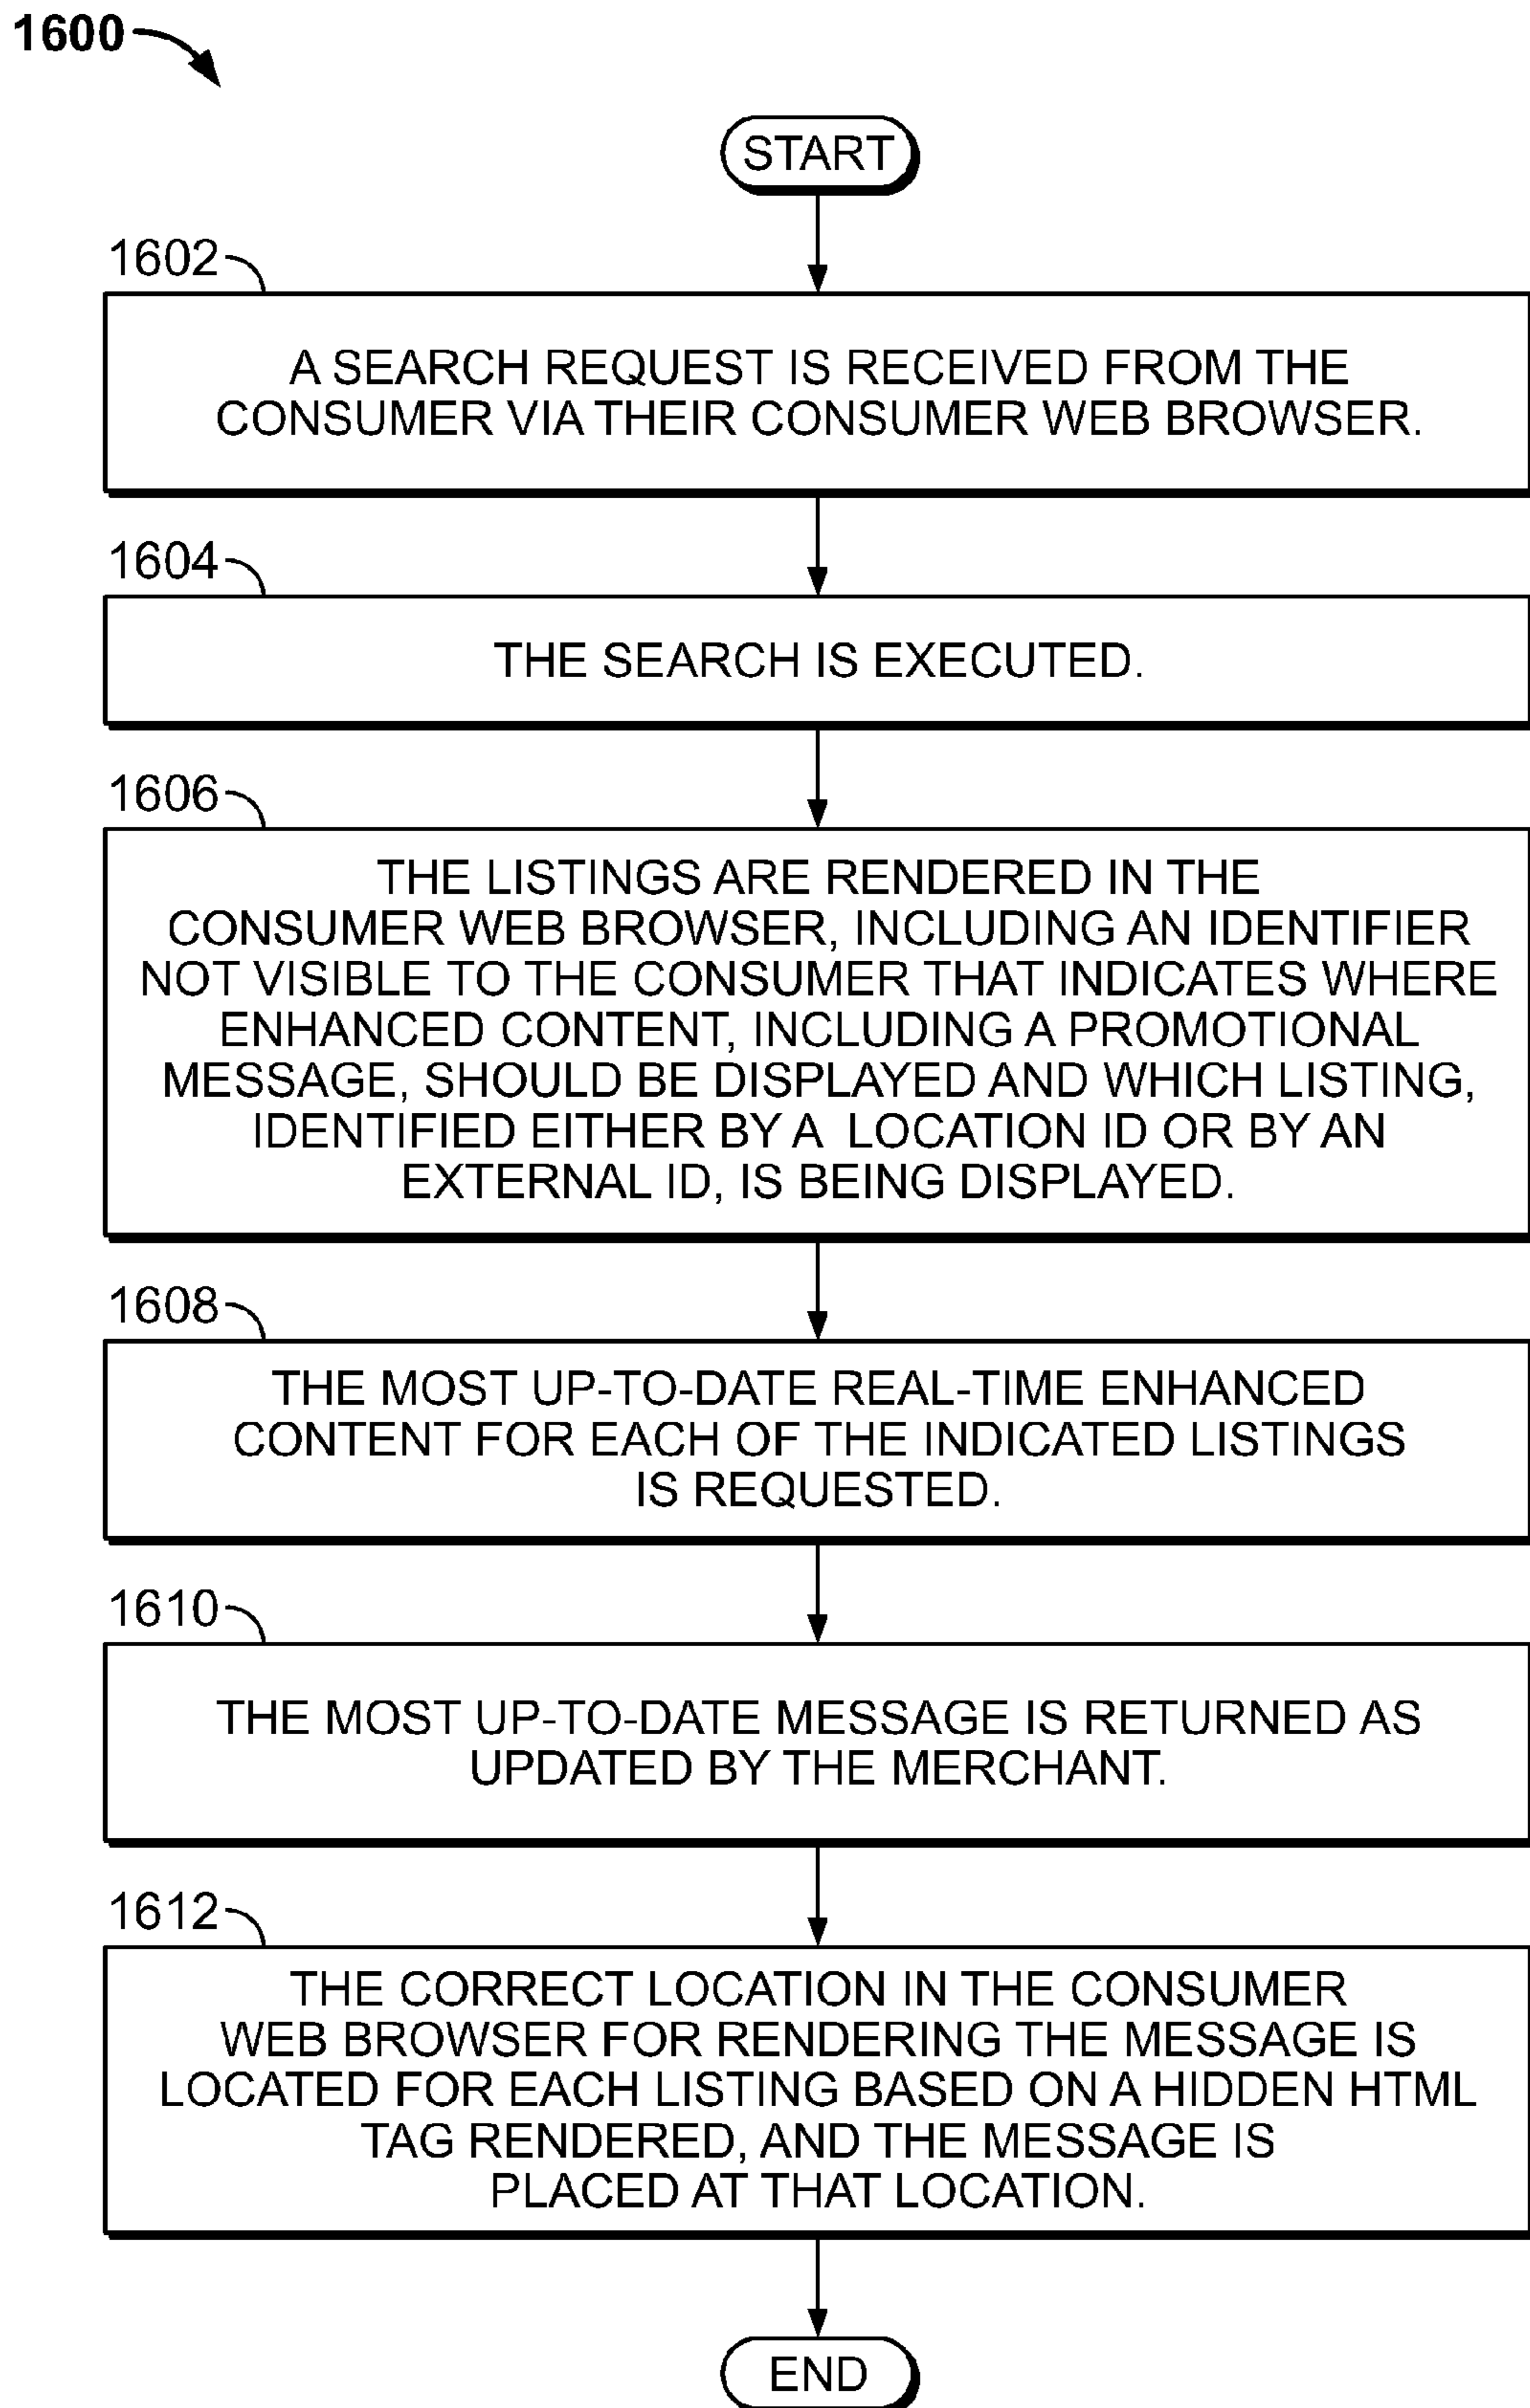 1600
START
1602
A SEARCH REQUEST IS RECEIVED FROM THE
CONSUMER VIA THEIR CONSUMER WEB BROWSER.
1604
THE SEARCH IS EXECUTED.
1606
THE LISTINGS ARE RENDERED IN THE
CONSUMER WEB BROWSER, INCLUDING AN IDENTIFIER
NOT VISIBLE TO THE CONSUMER THAT INDICATES WHERE
ENHANCED CONTENT, INCLUDING A PROMOTIONAL
MESSAGE, SHOULD BE DISPLAYED AND WHICH LISTING,
IDENTIFIED EITHER BY A LOCATION ID OR BY AN
EXTERNAL ID, IS BEING DISPLAYED.
1608
THE MOST UP-TO-DATE REAL-TIME ENHANCED
CONTENT FOR EACH OF THE INDICATED LISTINGS
IS REQUESTED.
1610
THE MOST UP-TO-DATE MESSAGE IS RETURNED AS
UPDATED BY THE MERCHANT.
1612
THE CORRECT LOCATION IN THE CONSUMER
WEB BROWSER FOR RENDERING THE MESSAGE IS
LOCATED FOR EACH LISTING BASED ON A HIDDEN HTML
TAG RENDERED, AND THE MESSAGE IS
PLACED AT THAT LOCATION.
END